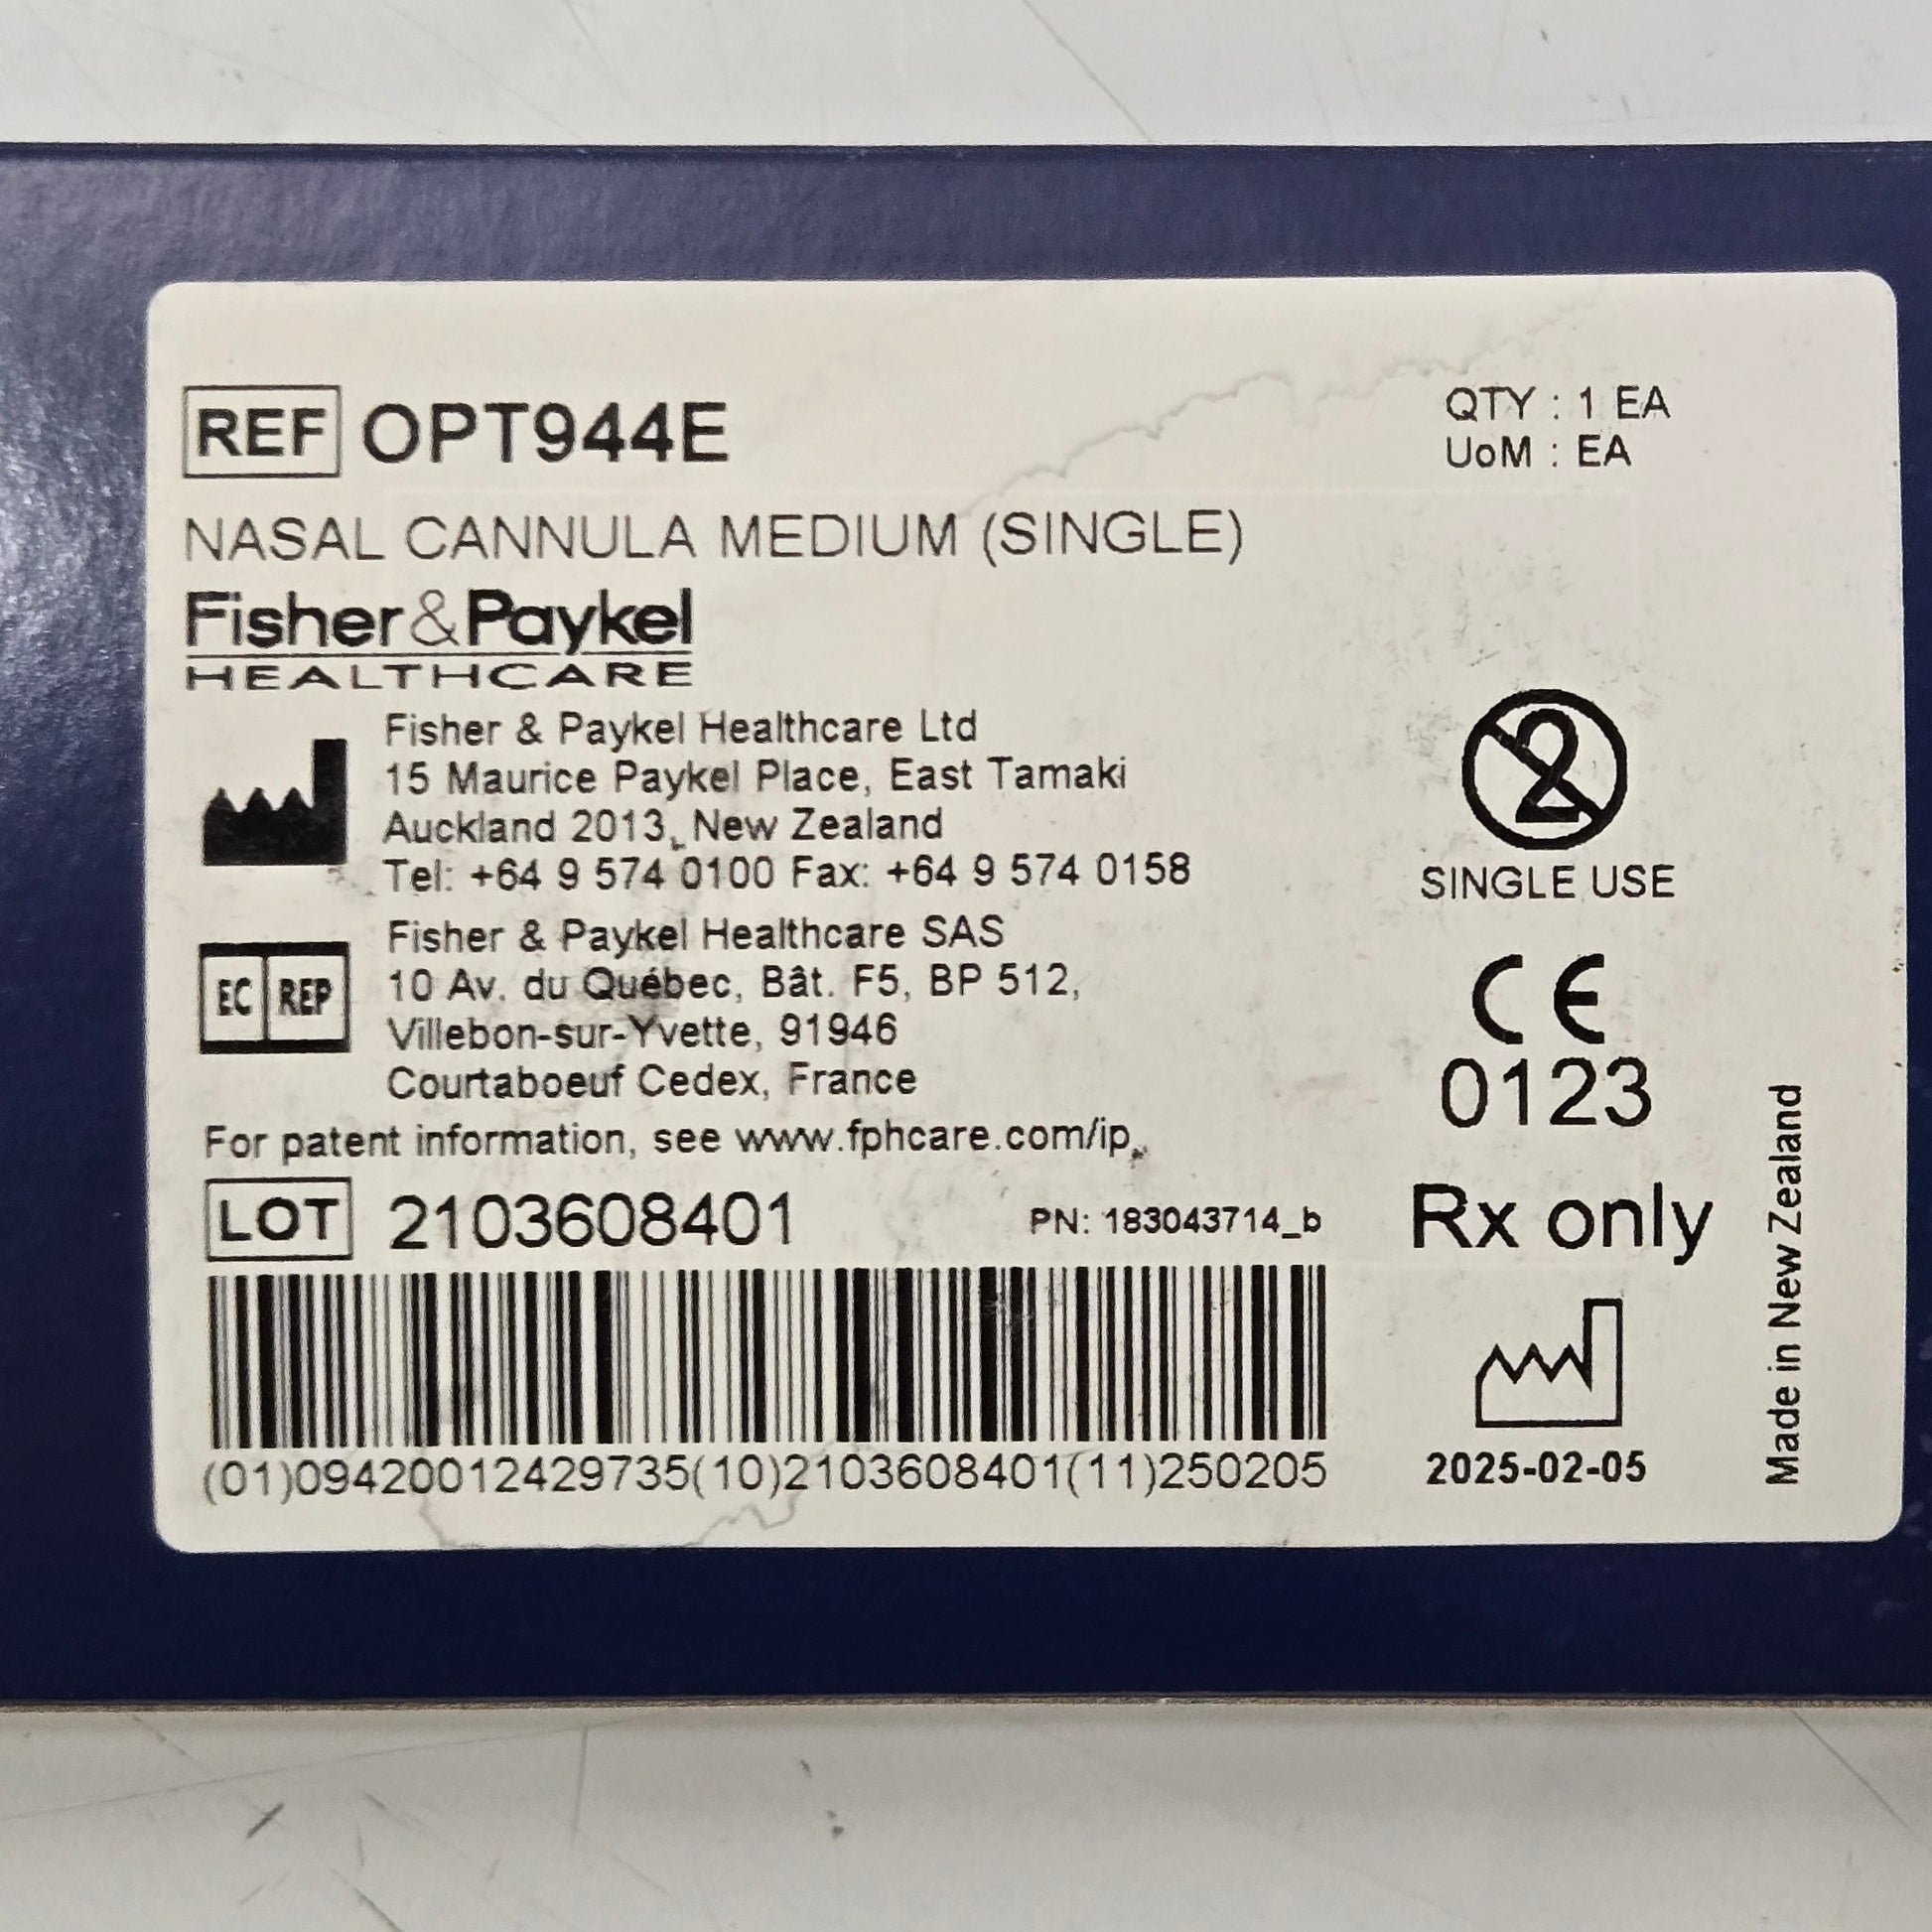 REF OPT944E
QTY : 1 EA
UoM : EA
NASAL CANNULA MEDIUM (SINGLE)
Fisher&Paykel
HEALTHCARE
Fisher & Paykel Healthcare Ltd
15 Maurice Paykel Place, East Tamaki
Auckland 2013, New Zealand
Tel: +64 9 574 0100 Fax: +64 9 574 0158
2
SINGLE USE
EC REP
Fisher & Paykel Healthcare SAS
10 Av. du Québec, Bât. F5, BP 512,
Villebon-sur-Yvette, 91946
Courtaboeuf Cedex, France
CE
0123
For patent information, see www.fphcare.com/ip
LOT 2103608401
PN: 183043714_b
Rx only
(01)09420012429735(10)2103608401(11)250205
2025-02-05
Made in New Zealand